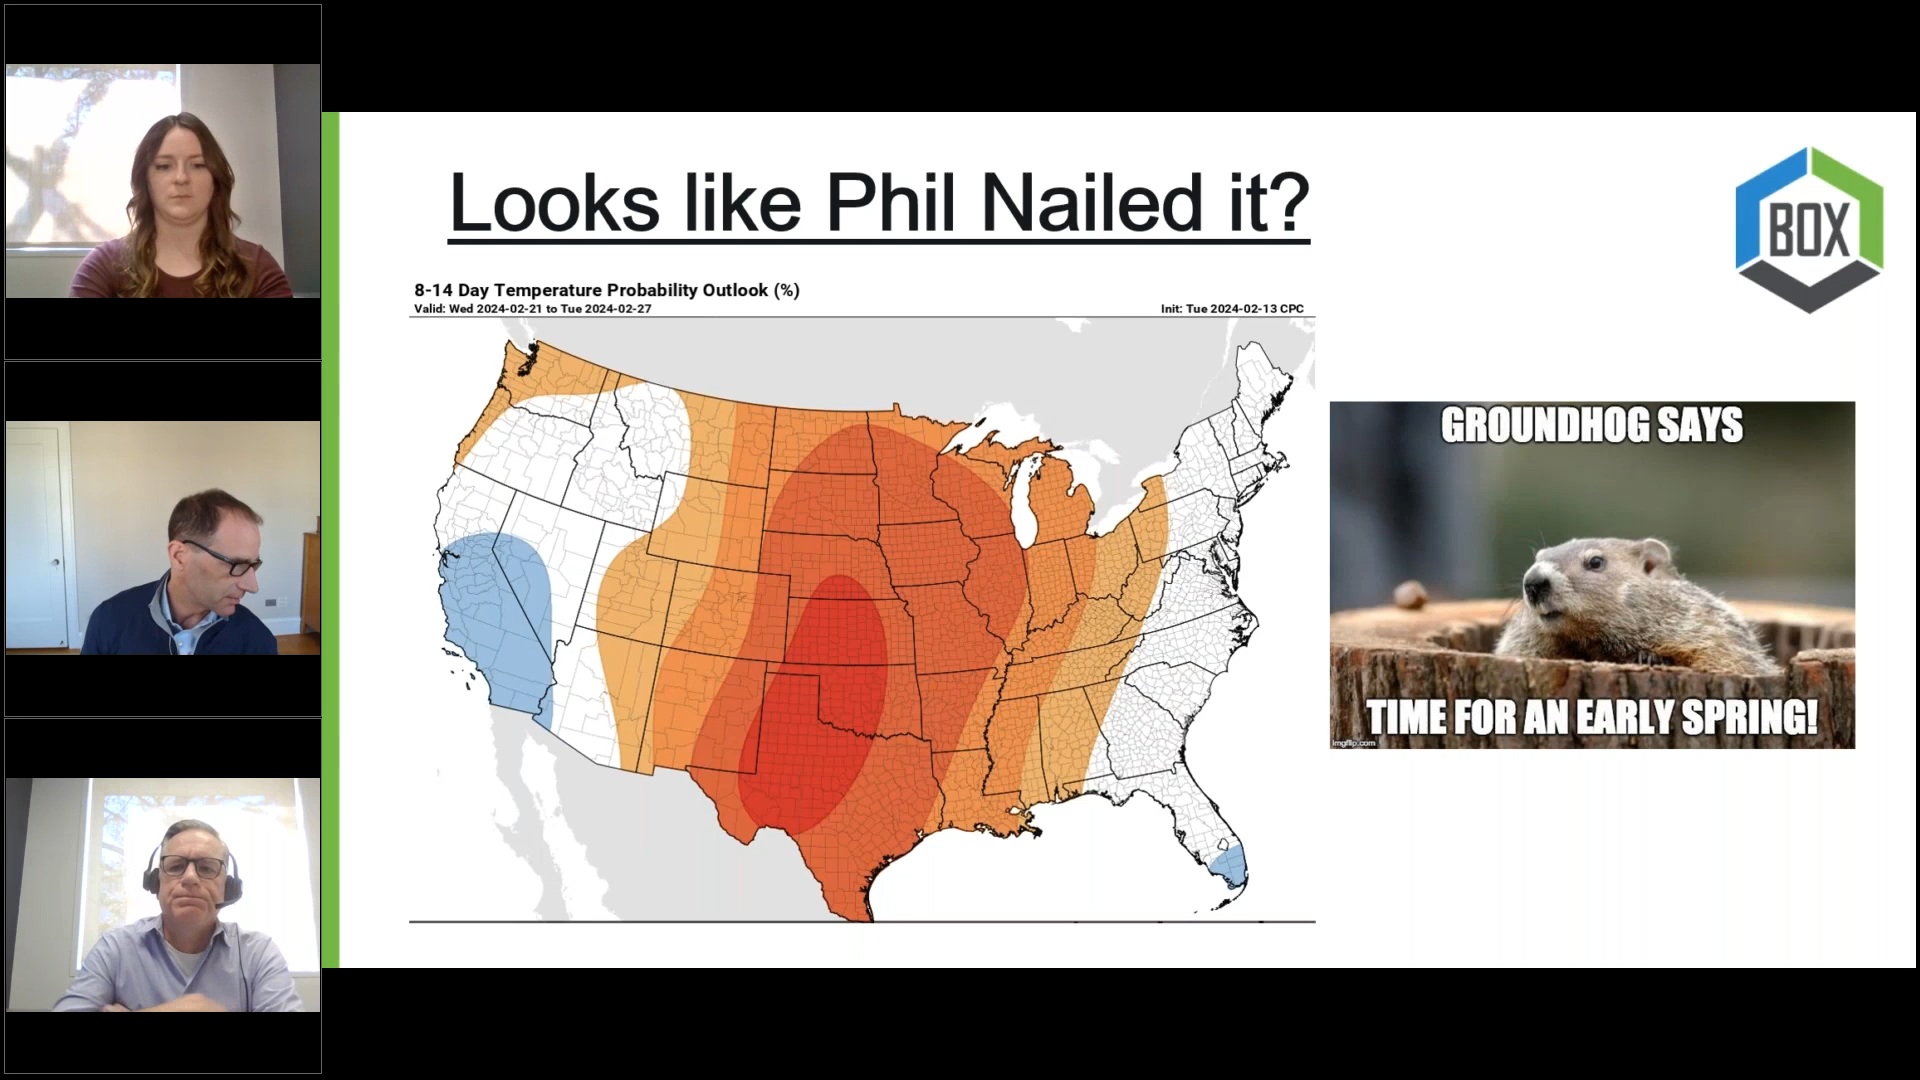 Looks like Phil Nailed it?
BOX
8-14 Day Temperature Probability Outlook (%)
Valid: Wed 2024-02-21 to Tue 2024-02-27
Init: Tue 2024-02-13 CPC
GROUNDHOG SAYS
TIME FOR AN EARLY SPRING!
imgflip.com